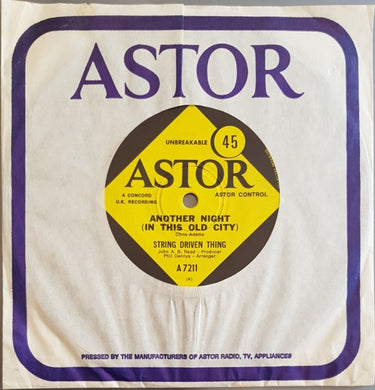 ASTOR
UNBREAKABLE
45
ASTOR
A CONCORD
U.K. RECORDING
ASTOR CONTROL
ANOTHER NIGHT
(IN THIS OLD CITY)
Chris Adams
STRING DRIVEN THING
John A. B. Read - Producer
Phil Dennys - Arranger
A 7211
(A)
PRESSED BY THE MANUFACTURERS OF ASTOR RADIO, TV, APPLIANCES